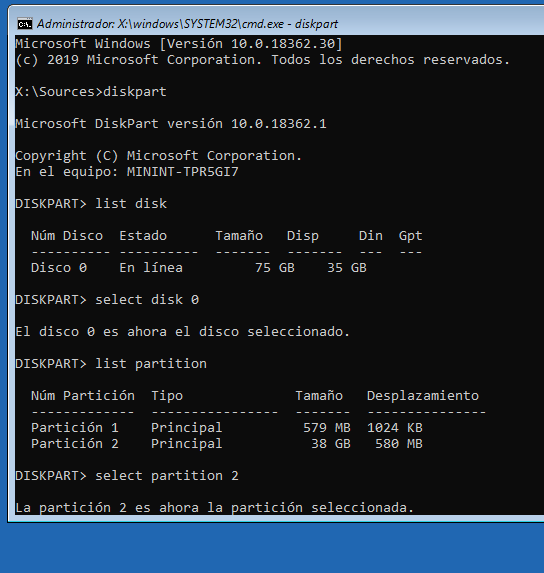 Administrador: X:\windows\SYSTEM32\cmd.exe - diskpart
Microsoft Windows [Versión 10.0.18362.30]
(c) 2019 Microsoft Corporation. Todos los derechos reservados.
X:\Sources>diskpart
Microsoft DiskPart versión 10.0.18362.1
Copyright (C) Microsoft Corporation.
En el equipo: MININT-TPR5GI7
DISKPART> list disk
Núm Disco  Estado      Tamaño   Disp     Din  Gpt
---------- ----------  -------  -------  ---  ---
Disco 0    En línea         75 GB    35 GB
DISKPART> select disk 0
El disco 0 es ahora el disco seleccionado.
DISKPART> list partition
Núm Partición  Tipo              Tamaño   Desplazamiento
-------------  ----------------  -------  ---------------
Partición 1    Principal          579 MB  1024 KB
Partición 2    Principal           38 GB   580 MB
DISKPART> select partition 2
La partición 2 es ahora la partición seleccionada.